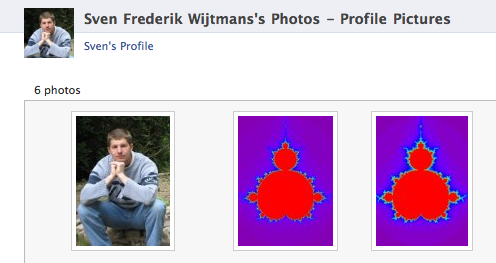 Sven Frederik Wijtmans's Photos – Profile Pictures
Sven's Profile
6 photos